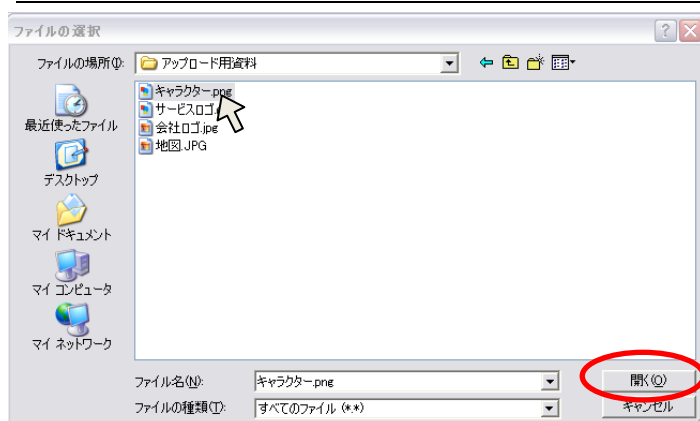 ファイルの選択
ファイルの場所(I):
アップロード用資料
キャラクター.png
サービスロゴ.
会社ロゴ.jpg
地図.JPG
最近使ったファイル
デスクトップ
マイ ドキュメント
マイ コンピュータ
マイ ネットワーク
ファイル名(N):
キャラクター.png
開く(O)
ファイルの種類(T):
すべてのファイル (*.*)
キャンセル